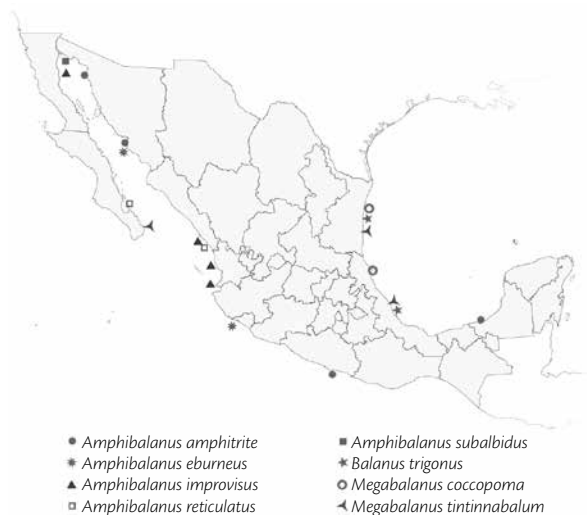 Amphibalanus amphitrite
Amphibalanus eburneus
Amphibalanus improvisus
Amphibalanus reticulatus
Amphibalanus subalbidus
Balanus trigonus
Megabalanus coccopoma
Megabalanus tintinnabalum